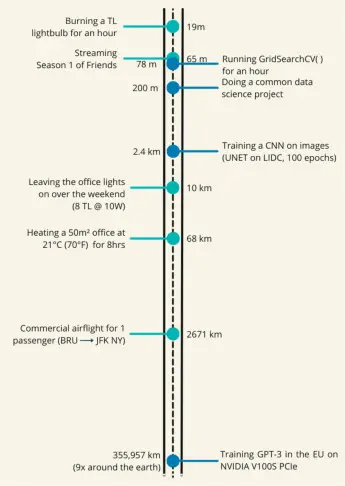 Burning a TL
lightbulb for an hour
19m
Streaming
Season 1 of Friends
65 m
78 m
Running GridSearchCV( )
for an hour
200 m
Doing a common data
science project
2.4 km
Training a CNN on images
(UNET on LIDC, 100 epochs)
Leaving the office lights
on over the weekend
(8 TL @ 10W)
10 km
Heating a 50m² office at
21°C (70°F) for 8hrs
68 km
Commercial airflight for 1
passenger (BRU ⟶ JFK NY)
2671 km
355,957 km
(9x around the earth)
Training GPT-3 in the EU on
NVIDIA V100S PCIe